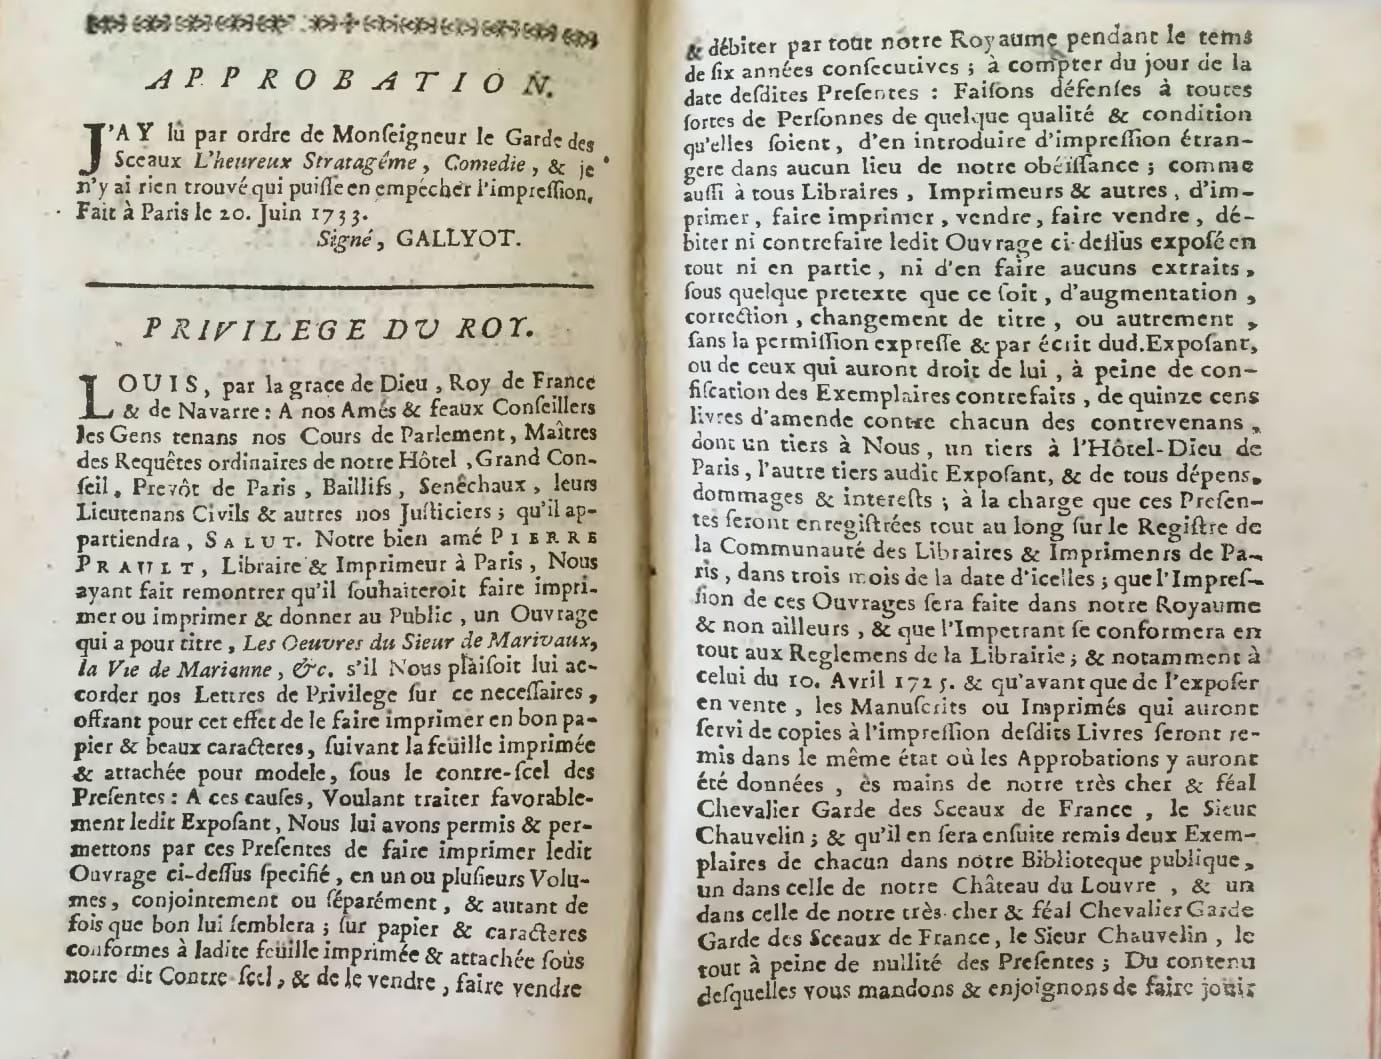 APPROBATION.
J'AY lû par ordre de Monſeigneur le Garde des
Sceaux L'heureux Stratagême, Comedie, & je
n'y ai rien trouvé qui puiſſe en empêcher l'impreſſion.
Fait à Paris le 20. Juin 1733.
Signé, GALLYOT.
PRIVILEGE DU ROY.
LOUIS, par la grace de Dieu, Roy de France
& de Navarre: A nos Amés & feaux Conſeillers
les Gens tenans nos Cours de Parlement, Maîtres
des Requêtes ordinaires de notre Hôtel, Grand Con-
ſeil, Prevôt de Paris, Baillifs, Senêchaux, leurs
Lieutenans Civils & autres nos Juſticiers; qu'il ap-
partiendra, SALUT. Notre bien amé PIERRE
PRAULT, Libraire & Imprimeur à Paris, Nous
ayant fait remontrer qu'il ſouhaiteroit faire impri-
mer ou imprimer & donner au Public, un Ouvrage
qui a pour titre, Les Oeuvres du Sieur de Marivaux,
la Vie de Marianne, &c. s'il Nous plaiſoit lui ac-
corder nos Lettres de Privilege ſur ce neceſſaires,
offrant pour cet effet de le faire imprimer en bon pa-
pier & beaux caracteres, ſuivant la feüille imprimée
& attachée pour modele, ſous le contre-ſcel des
Preſentes: A ces cauſes, Voulant traiter favorable-
ment ledit Expoſant, Nous lui avons permis & per-
mettons par ces Preſentes de faire imprimer ledit
Ouvrage ci-deſſus ſpecifié, en un ou pluſieurs Volu-
mes, conjointement ou ſéparément, & autant de
fois que bon lui ſemblera; ſur papier & caracteres
conformes à ladite feüille imprimée & attachée ſous
notre dit Contre-ſcel, & de le vendre, faire vendre
& débiter par tout notre Royaume pendant le tems
de ſix années conſecutives; à compter du jour de la
date deſdites Preſentes: Faiſons défenſes à toutes
ſortes de Perſonnes de quelque qualité & condition
qu'elles ſoient, d'en introduire d'impreſſion étran-
gere dans aucun lieu de notre obéïſſance; comme
auſſi à tous Libraires, Imprimeurs & autres, d'im-
primer, faire imprimer, vendre, faire vendre, dé-
biter ni contrefaire ledit Ouvrage ci-deſſus expoſé en
tout ni en partie, ni d'en faire aucuns extraits,
ſous quelque pretexte que ce ſoit, d'augmentation,
correction, changement de titre, ou autrement,
ſans la permiſſion expreſſe & par écrit dud. Expoſant,
ou de ceux qui auront droit de lui, à peine de con-
fiſcation des Exemplaires contrefaits, de quinze cens
livres d'amende contre chacun des contrevenans,
dont un tiers à Nous, un tiers à l'Hôtel-Dieu de
Paris, l'autre tiers audit Expoſant, & de tous dépens,
dommages & intereſts; à la charge que ces Preſen-
tes ſeront enregiſtrées tout au long ſur le Regiſtre de
la Communauté des Libraires & Imprimenrs de Pa-
ris, dans trois mois de la date d'icelles; que l'Impreſ-
ſion de ces Ouvrages ſera faite dans notre Royaume
& non ailleurs, & que l'Impetrant ſe conformera en
tout aux Reglemens de la Librairie; & notamment à
celui du 10. Avril 1725. & qu'avant que de l'expoſer
en vente, les Manuſcrits ou Imprimés qui auront
ſervi de copies à l'impreſſion deſdits Livres ſeront re-
mis dans le même état où les Approbations y auront
été données, ès mains de notre très cher & féal
Chevalier Garde des Sceaux de France, le Sieur
Chauvelin; & qu'il en ſera enſuite remis deux Exem-
plaires de chacun dans notre Biblioteque publique,
un dans celle de notre Château du Louvre, & un
dans celle de notre très-cher & féal Chevalier Garde
Garde des Sceaux de France, le Sieur Chauvelin, le
tout à peine de nullité des Preſentes; Du contenu
deſquelles vous mandons & enjoignons de faire joüir